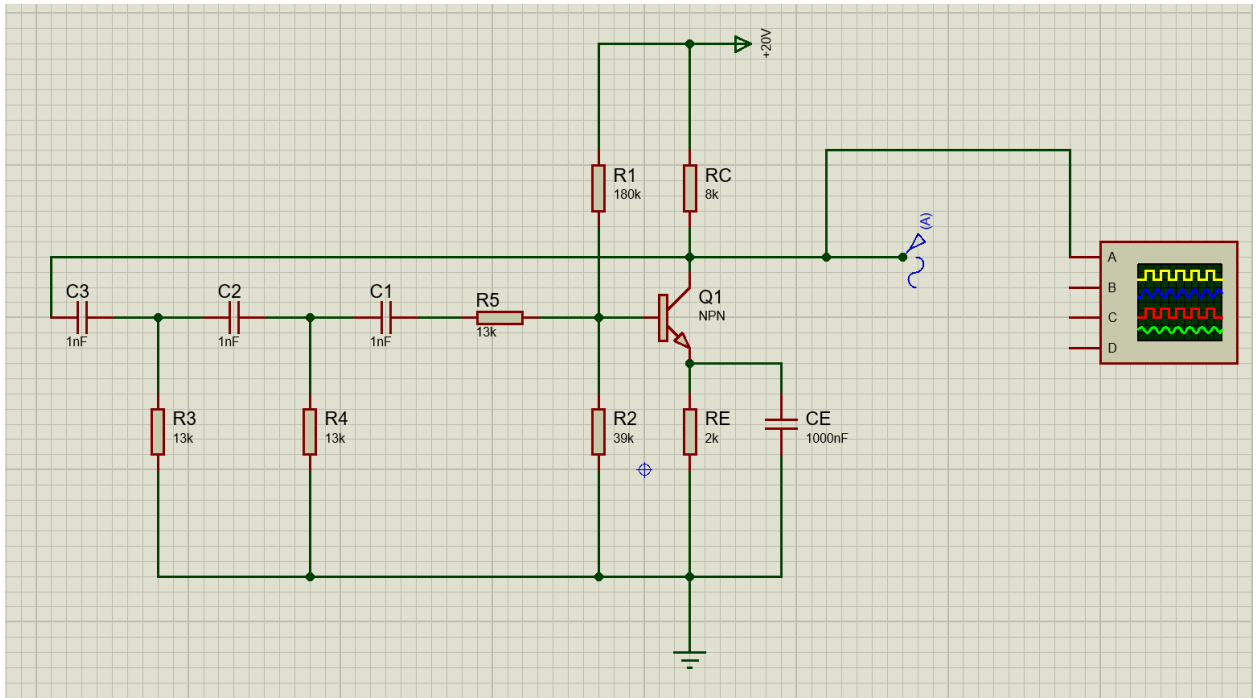 +20V
R1
180k
RC
8k
(A)
A
B
C
D
C3
1nF
C2
1nF
C1
1nF
R5
13k
Q1
NPN
R3
13k
R4
13k
R2
39k
RE
2k
CE
1000nF